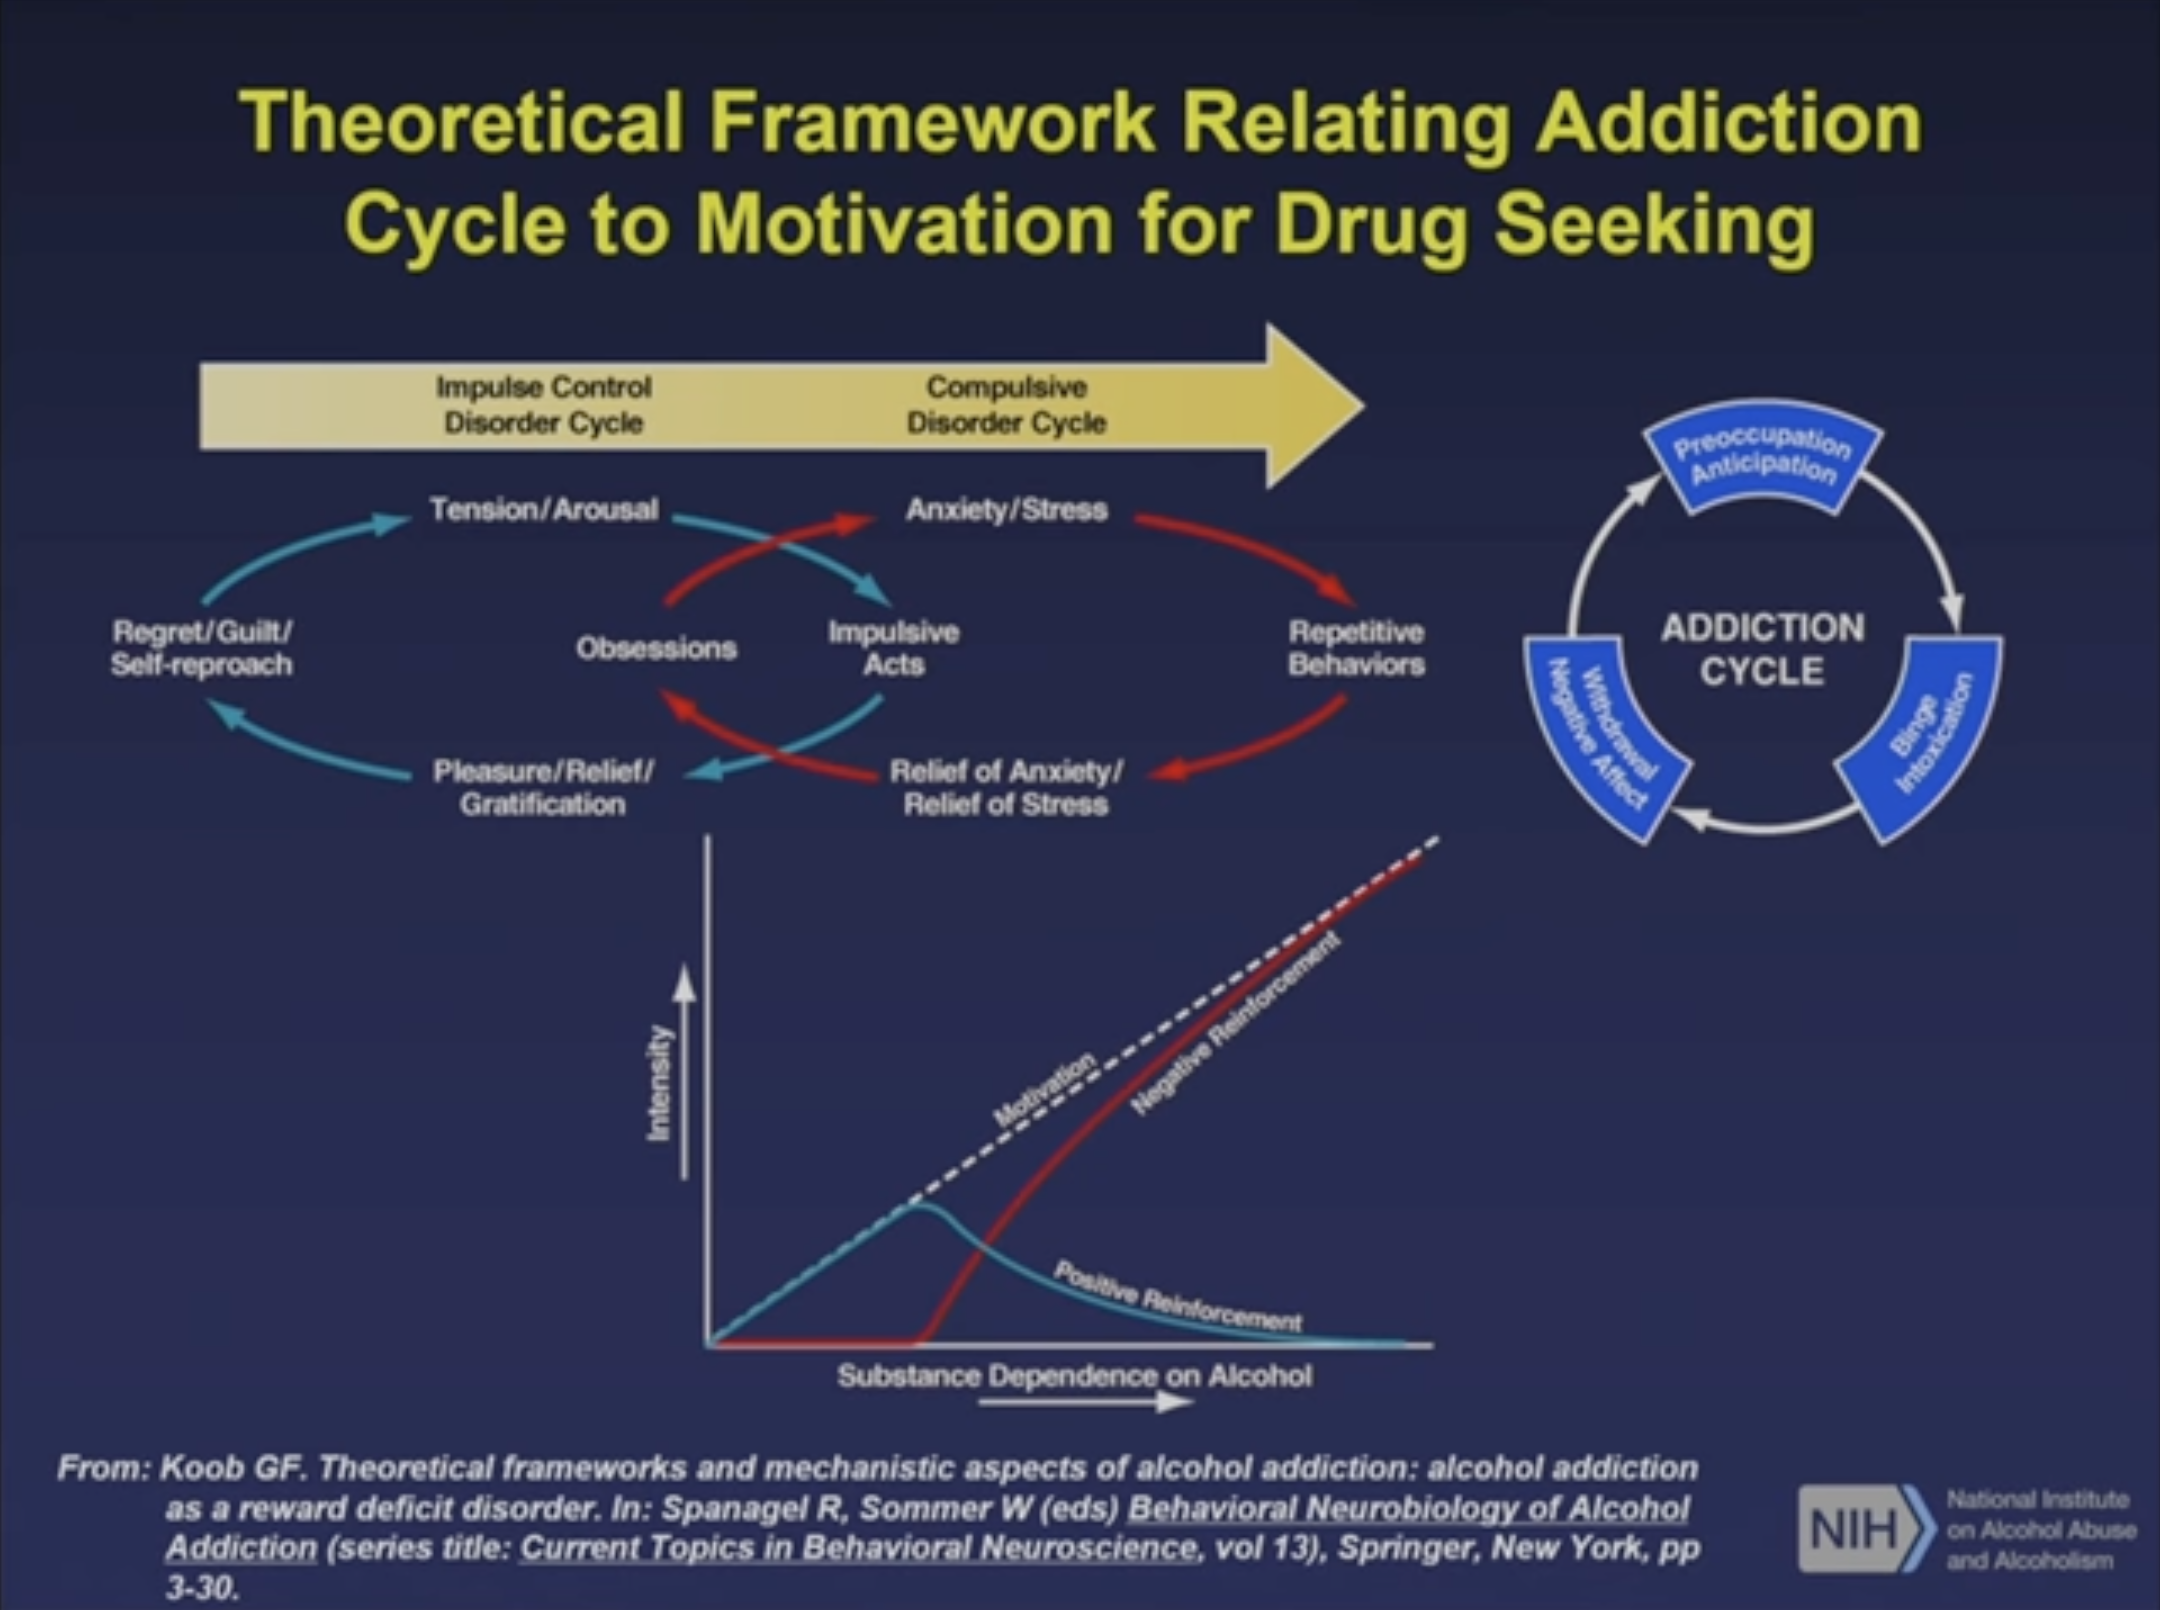 Theoretical Framework Relating Addiction
Cycle to Motivation for Drug Seeking
Impulse Control
Disorder Cycle
Compulsive
Disorder Cycle
Tension/Arousal
Anxiety/Stress
Regret/Guilt/
Self-reproach
Obsessions
Impulsive
Acts
Repetitive
Behaviors
Pleasure/Relief/
Gratification
Relief of Anxiety/
Relief of Stress
Preoccupation
Anticipation
ADDICTION
CYCLE
Withdrawal
Negative Affect
Binge
Intoxication
Intensity
Motivation
Negative Reinforcement
Positive Reinforcement
Substance Dependence on Alcohol
From: Koob GF. Theoretical frameworks and mechanistic aspects of alcohol addiction: alcohol addiction
as a reward deficit disorder. In: Spanagel R, Sommer W (eds) Behavioral Neurobiology of Alcohol
Addiction (series title: Current Topics in Behavioral Neuroscience, vol 13), Springer, New York, pp
3-30.
NIH
National Institute
on Alcohol Abuse
and Alcoholism